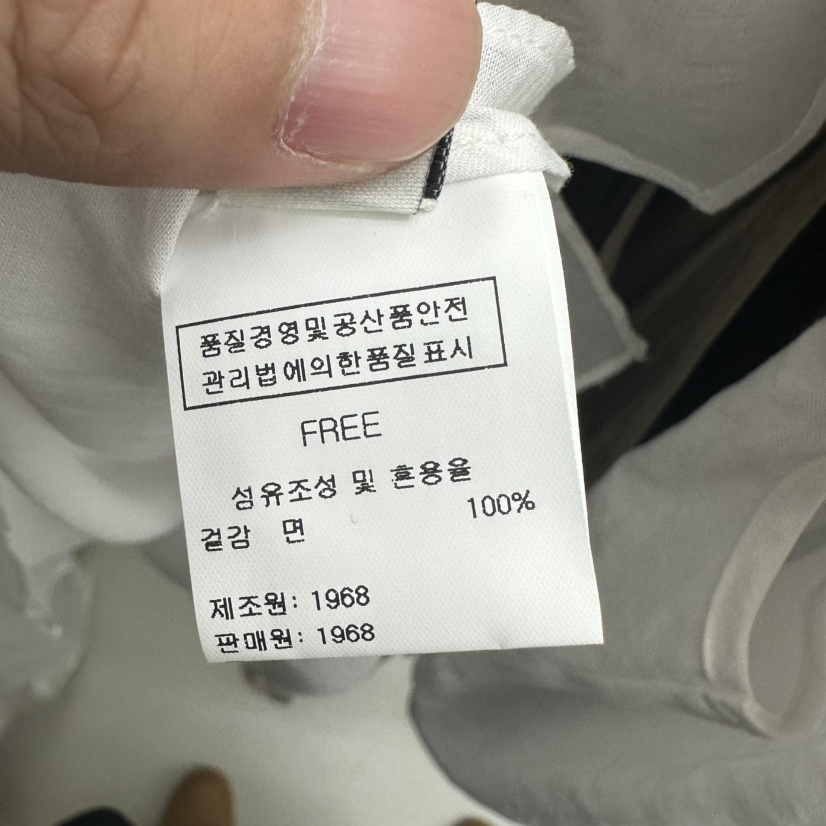 품질경영및공산품안전
관리법에의한품질표시
FREE
섬유조성 및 혼용율
겉감 면 100%
제조원: 1968
판매원: 1968